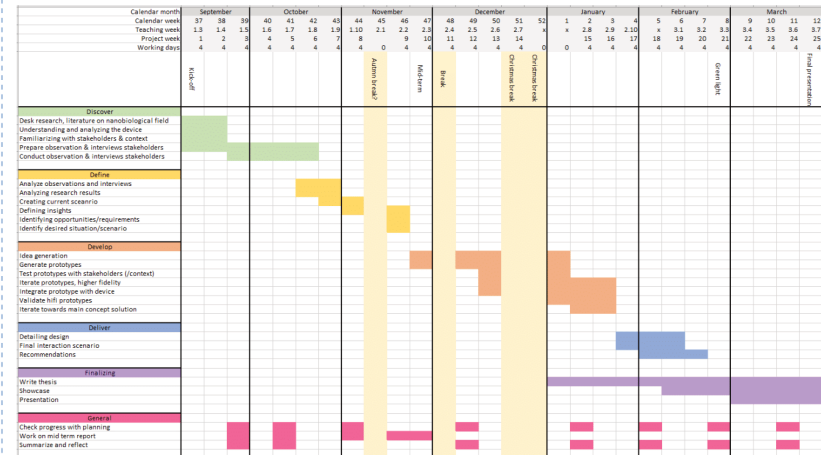 Calendar month September October November December January February March
Calendar week 37 38 39 40 41 42 43 44 45 46 47 48 49 50 51 52 1 2 3 4 5 6 7 8 9 10 11 12
Teaching week 1.3 1.4 1.5 1.6 1.7 1.8 1.9 1.10 2.1 2.2 2.3 2.4 2.5 2.6 2.7 x x 2.8 2.9 2.10 x 3.1 3.2 3.3 3.4 3.5 3.6 3.7
Project week 1 2 3 4 5 6 7 8 9 10 11 12 13 14 15 16 17 18 19 20 21 22 23 24 25
Working days 4 4 4 4 4 4 4 4 0 4 4 4 4 4 4 0 0 4 4 4 4 4 4 4 4 4 4 4
Kick-off
Autumn break?
Mid-term
Break
Christmas break
Christmas break
Green light
Final presentation
Discover
Desk research, literature on nanobiological field
Understanding and analyzing the device
Familiarizing with stakeholders & context
Prepare observation & interviews stakeholders
Conduct observation & interviews stakeholders
Define
Analyze observations and interviews
Analyzing research results
Creating current sceanrio
Defining insights
Identifying opportunities/requirements
Identify desired situation/scenario
Develop
Idea generation
Generate prototypes
Test prototypes with stakeholders (/context)
Iterate prototypes, higher fidelity
Integrate prototype with device
Validate hifi prototypes
Iterate towards main concept solution
Deliver
Detailing design
Final interaction scenario
Recommendations
Finalizing
Write thesis
Showcase
Presentation
General
Check progress with planning
Work on mid term report
Summarize and reflect